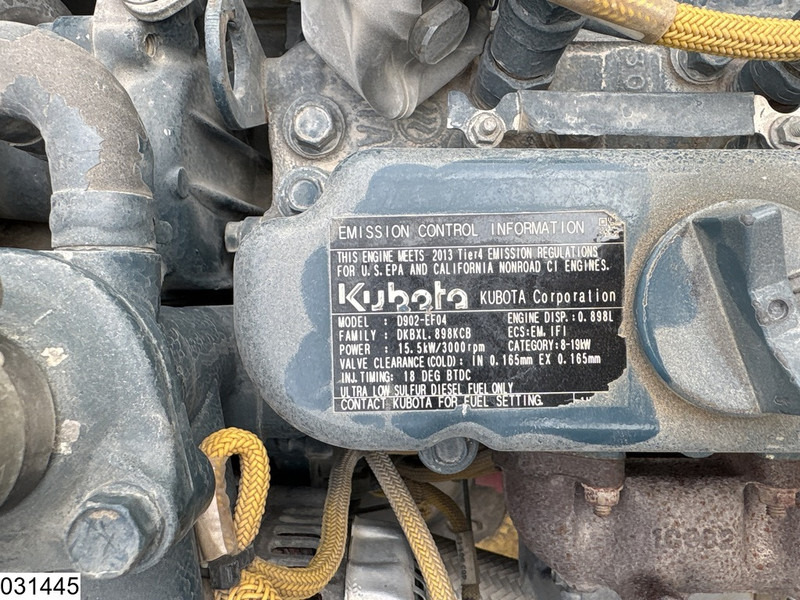 EMISSION CONTROL INFORMATION
THIS ENGINE MEETS 2013 Tier4 EMISSION REGULATIONS
FOR U.S.EPA AND CALIFORNIA NONROAD CI ENGINES.
Kubota KUBOTA Corporation
MODEL : D902-EF04 ENGINE DISP.:0.898L
FAMILY : DKBXL.898KCB ECS:EM, IFI
POWER : 15.5kW/3000rpm CATEGORY:8-19kW
VALVE CLEARANCE(COLD): IN 0.165mm EX 0.165mm
INJ.TIMING: 18 DEG BTDC
ULTRA LOW SULFUR DIESEL FUEL ONLY
CONTACT KUBOTA FOR FUEL SETTING.
031445